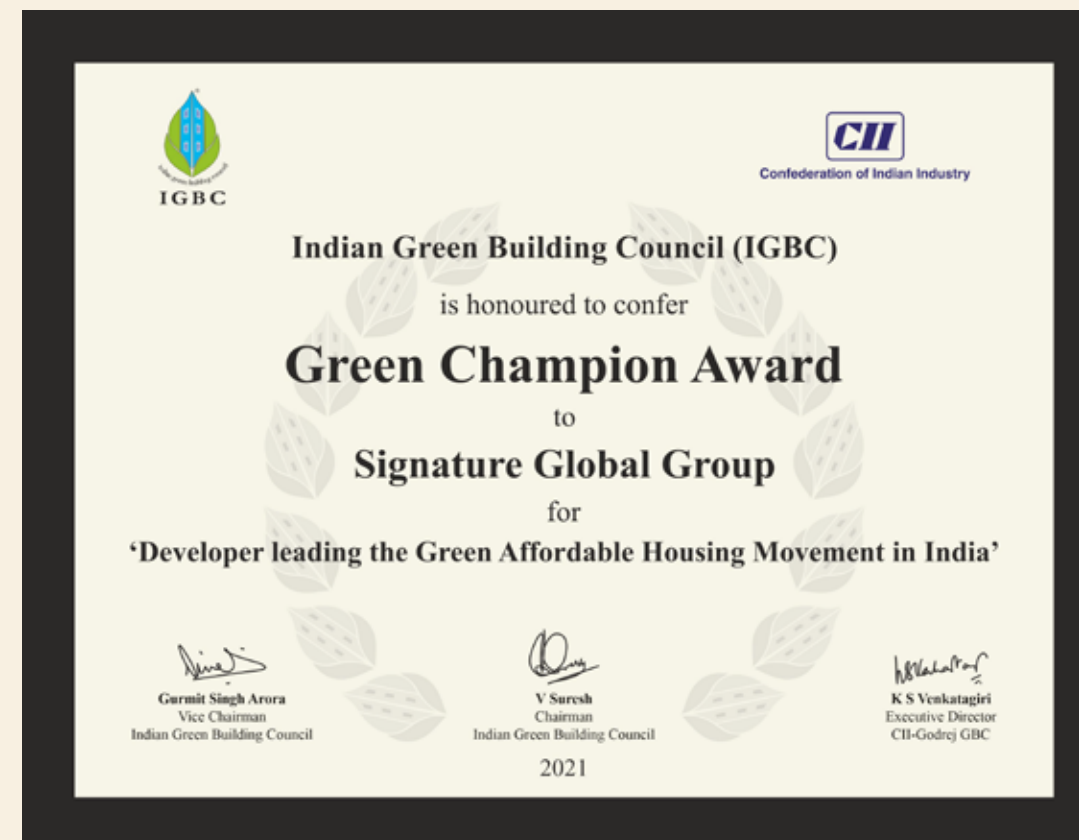 IGBC
CII
Confederation of Indian Industry
Indian Green Building Council (IGBC)
is honoured to confer
Green Champion Award
to
Signature Global Group
for
‘Developer leading the Green Affordable Housing Movement in India’
Gurmit Singh Arora
Vice Chairman
Indian Green Building Council
V Suresh
Chairman
Indian Green Building Council
K S Venkatagiri
Executive Director
CII-Godrej GBC
2021